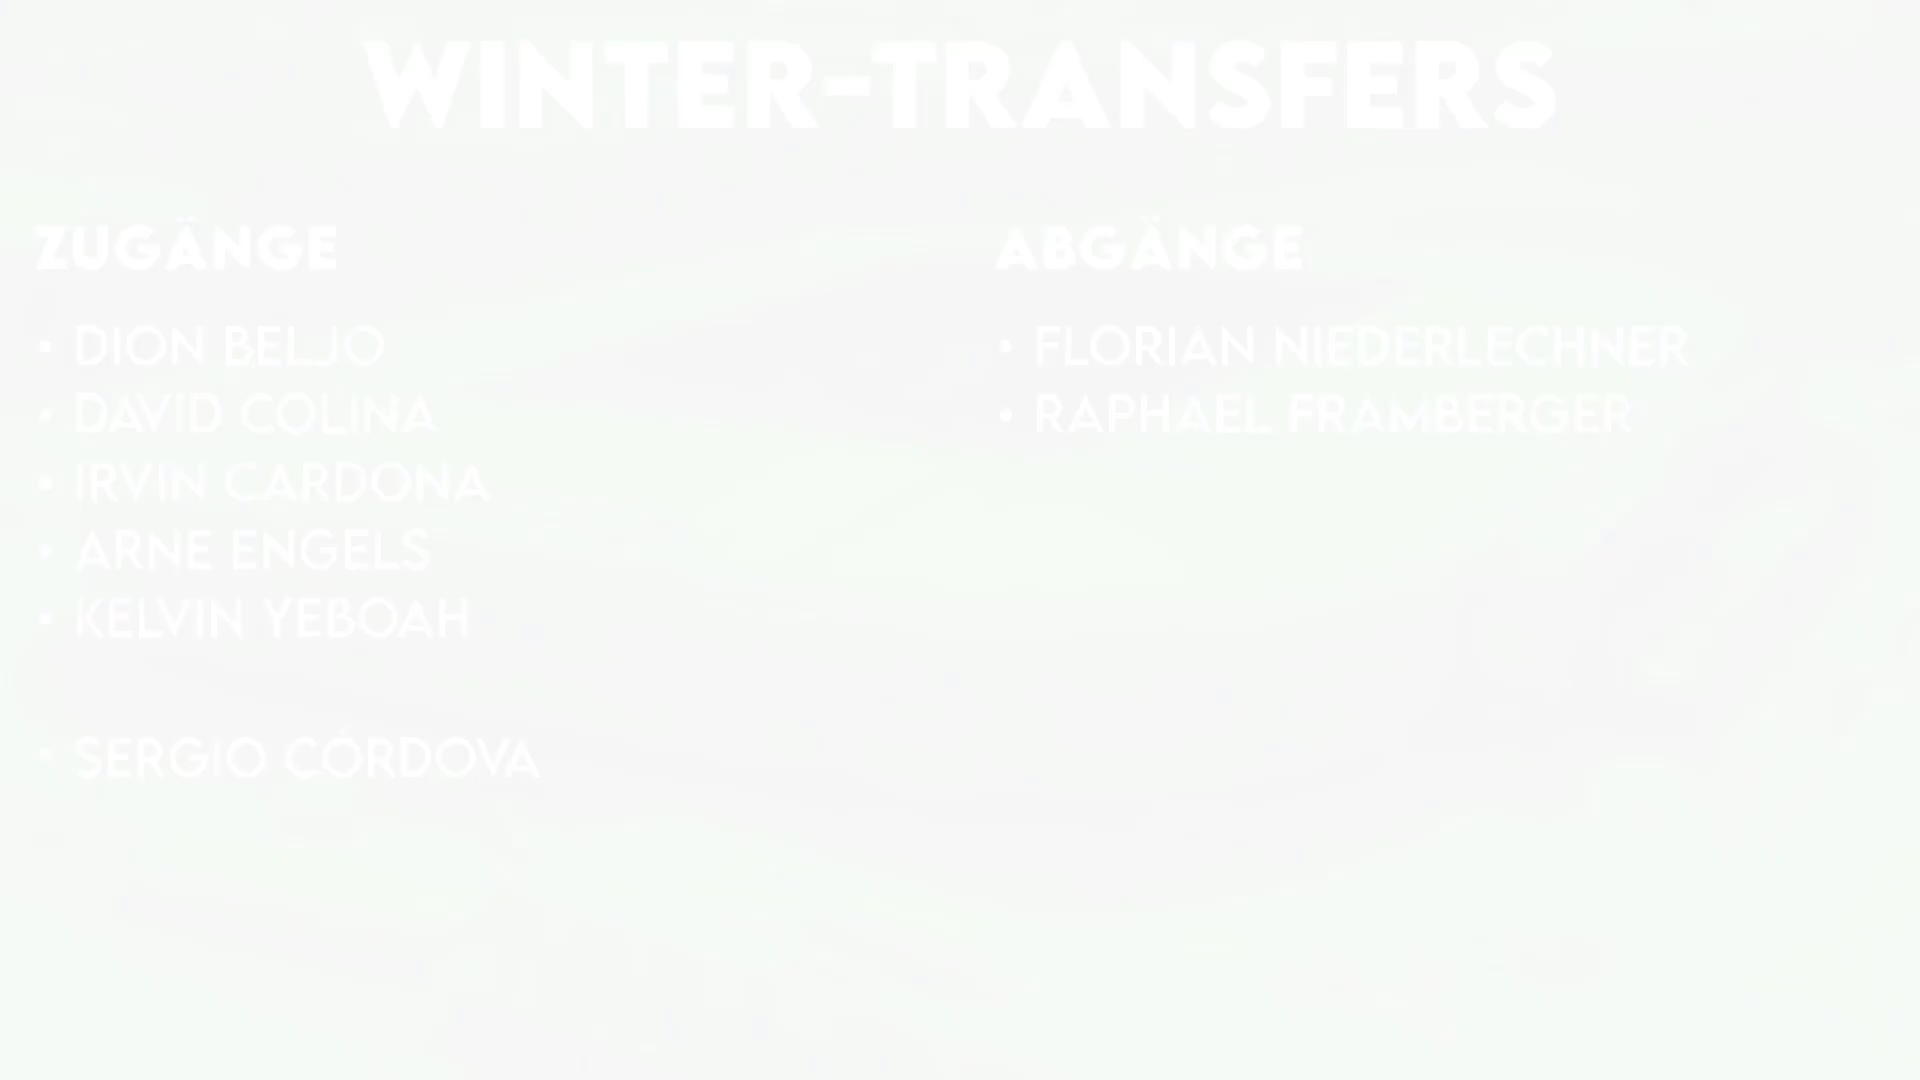 WINTER-TRANSFERS
ZUGÄNGE
• DION BELJO
• DAVID COLINA
• IRVIN CARDONA
• ARNE ENGELS
• KELVIN YEBOAH
• SERGIO CÓRDOVA
ABGÄNGE
• FLORIAN NIEDERLECHNER
• RAPHAEL FRAMBERGER